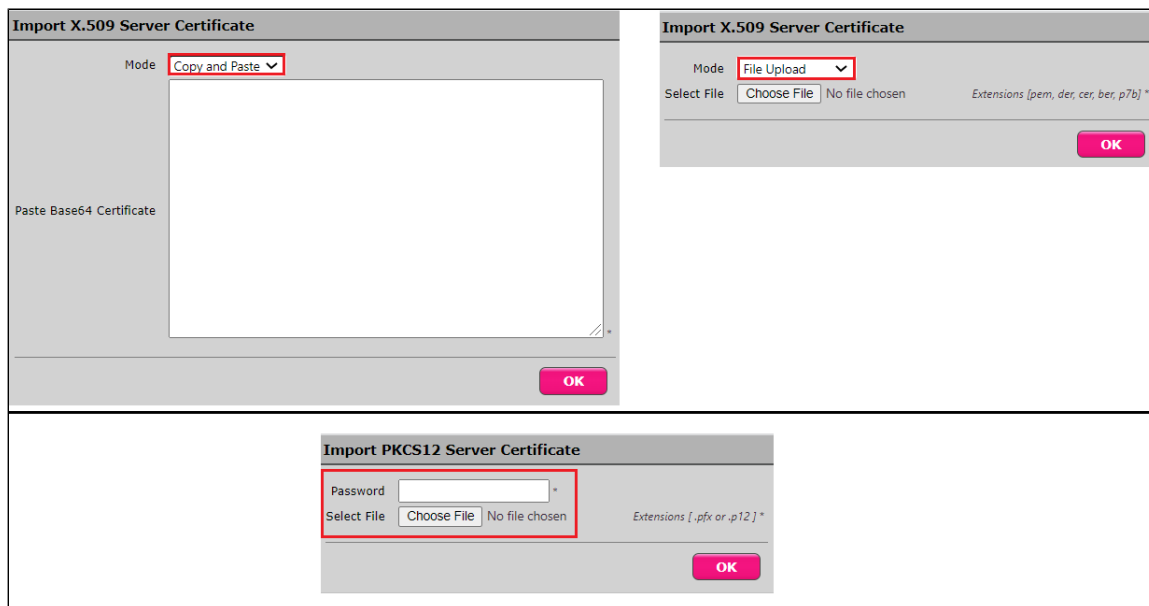 Import X.509 Server Certificate
Mode Copy and Paste
Paste Base64 Certificate
*
OK
Import X.509 Server Certificate
Mode File Upload
Select File Choose File No file chosen Extensions [pem, der, cer, ber, p7b] *
OK
Import PKCS12 Server Certificate
Password *
Select File Choose File No file chosen Extensions [ .pfx or .p12 ] *
OK